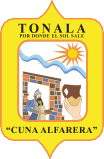 TONALA
POR DONDE EL SOL SALE
"CUNA ALFARERA"